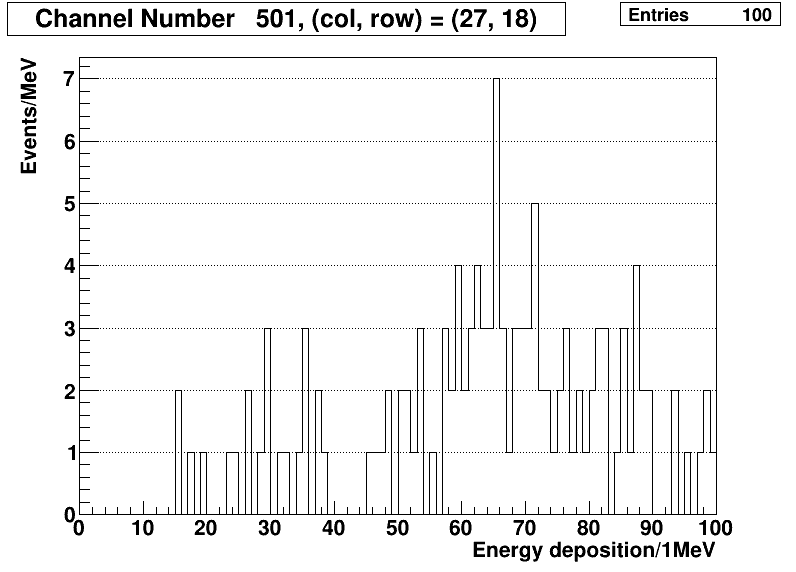 Channel Number 501, (col, row) = (27, 18)
Entries 100
Events/MeV
7
6
5
4
3
2
1
0
0 10 20 30 40 50 60 70 80 90 100
Energy deposition/1MeV